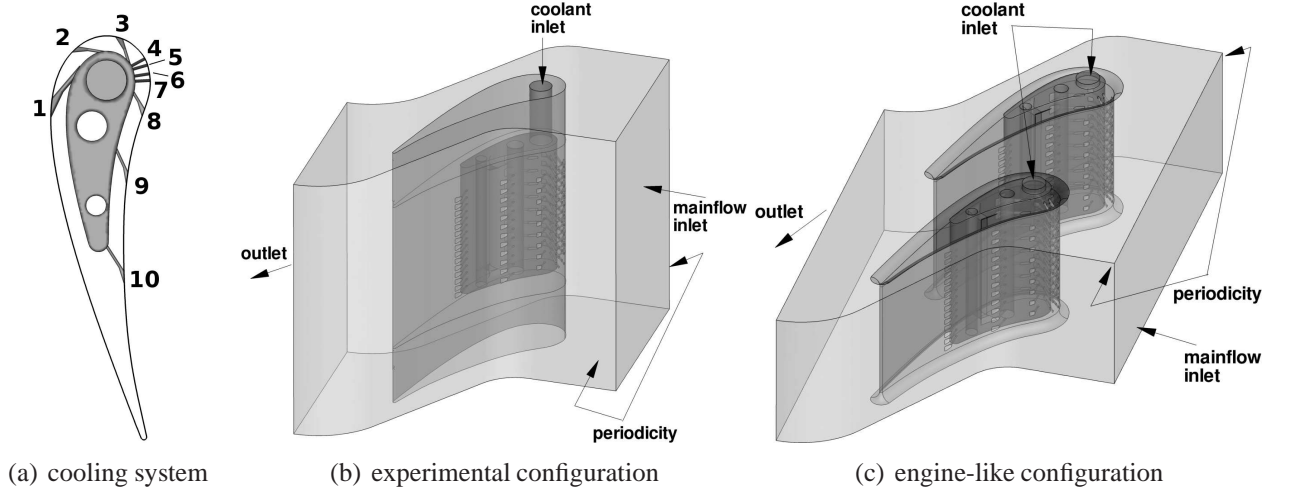 1
2
3
4
5
6
7
8
9
10
(a) cooling system
coolant
inlet
mainflow
inlet
outlet
periodicity
(b) experimental configuration
coolant
inlet
outlet
periodicity
mainflow
inlet
(c) engine-like configuration